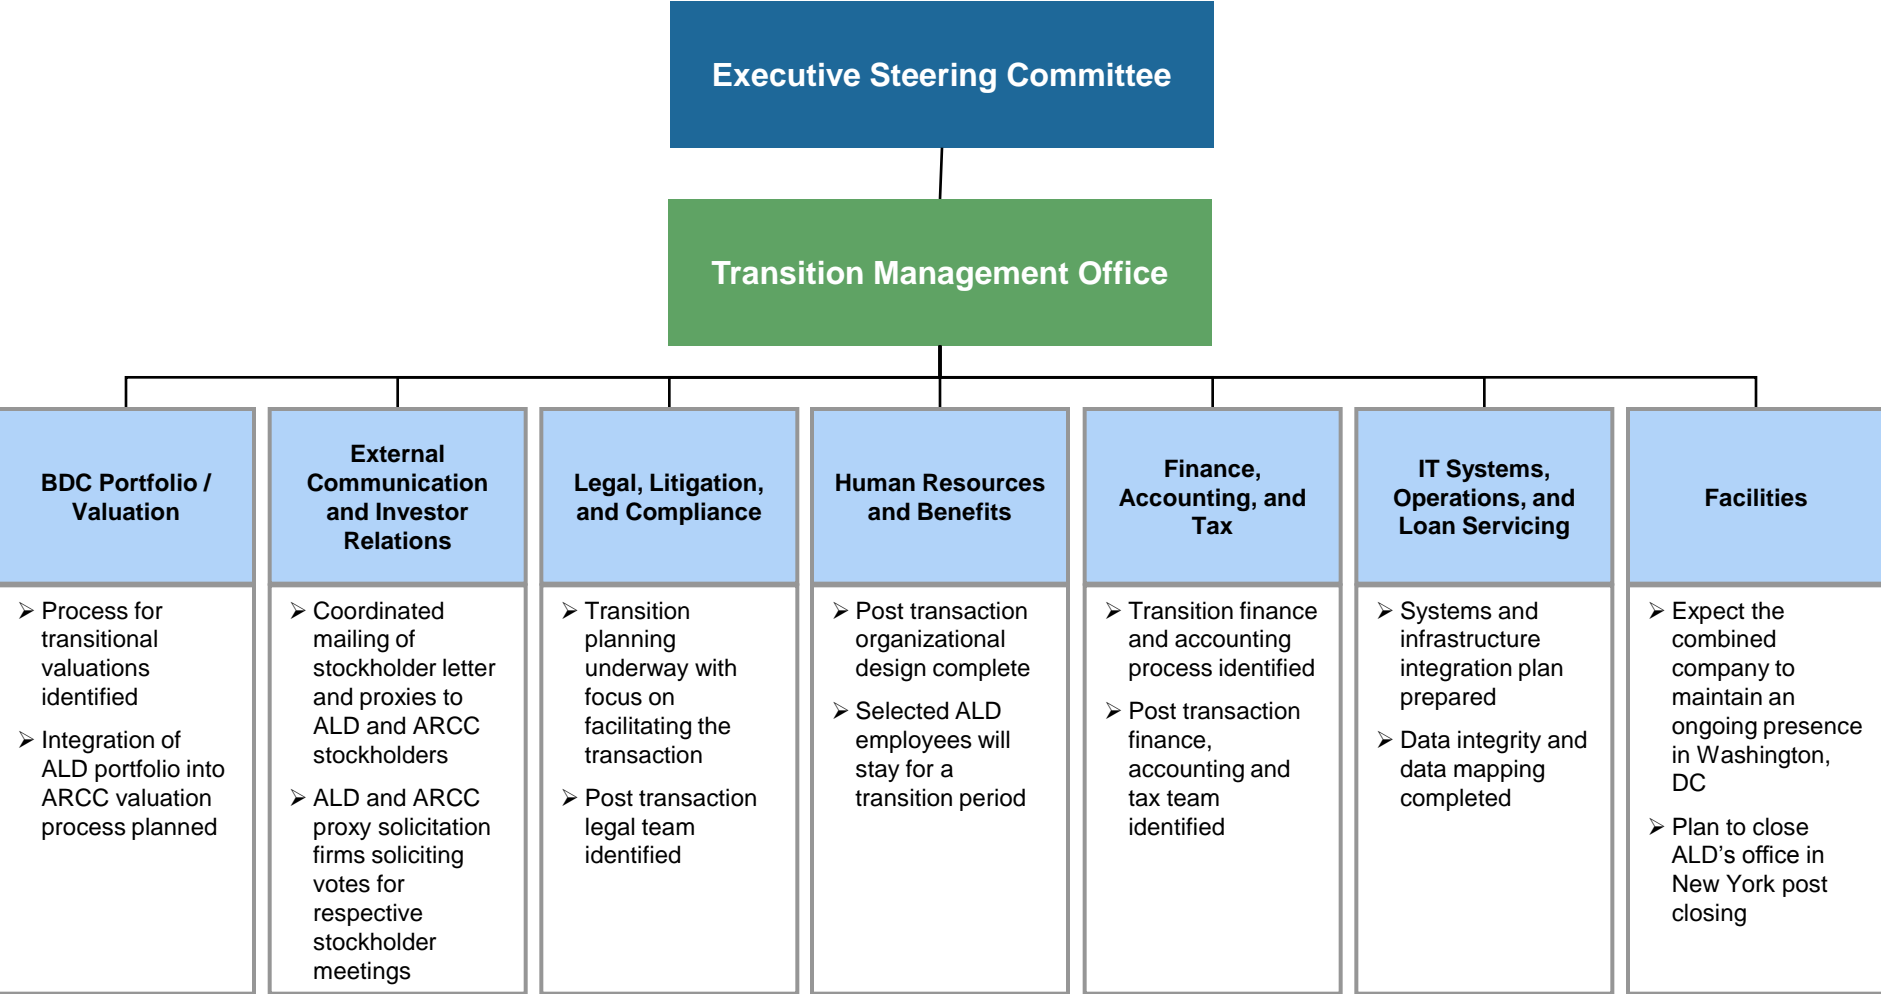 Executive Steering Committee
Transition Management Office
BDC Portfolio /
Valuation
External
Communication
and Investor
Relations
Legal, Litigation,
and Compliance
Human Resources
and Benefits
Finance,
Accounting, and
Tax
IT Systems,
Operations, and
Loan Servicing
Facilities
➢ Process for
transitional
valuations
identified
➢ Integration of
ALD portfolio into
ARCC valuation
process planned
➢ Coordinated
mailing of
stockholder letter
and proxies to
ALD and ARCC
stockholders
➢ ALD and ARCC
proxy solicitation
firms soliciting
votes for
respective
stockholder
meetings
➢ Transition
planning
underway with
focus on
facilitating the
transaction
➢ Post transaction
legal team
identified
➢ Post transaction
organizational
design complete
➢ Selected ALD
employees will
stay for a
transition period
➢ Transition finance
and accounting
process identified
➢ Post transaction
finance,
accounting and
tax team
identified
➢ Systems and
infrastructure
integration plan
prepared
➢ Data integrity and
data mapping
completed
➢ Expect the
combined
company to
maintain an
ongoing presence
in Washington,
DC
➢ Plan to close
ALD’s office in
New York post
closing